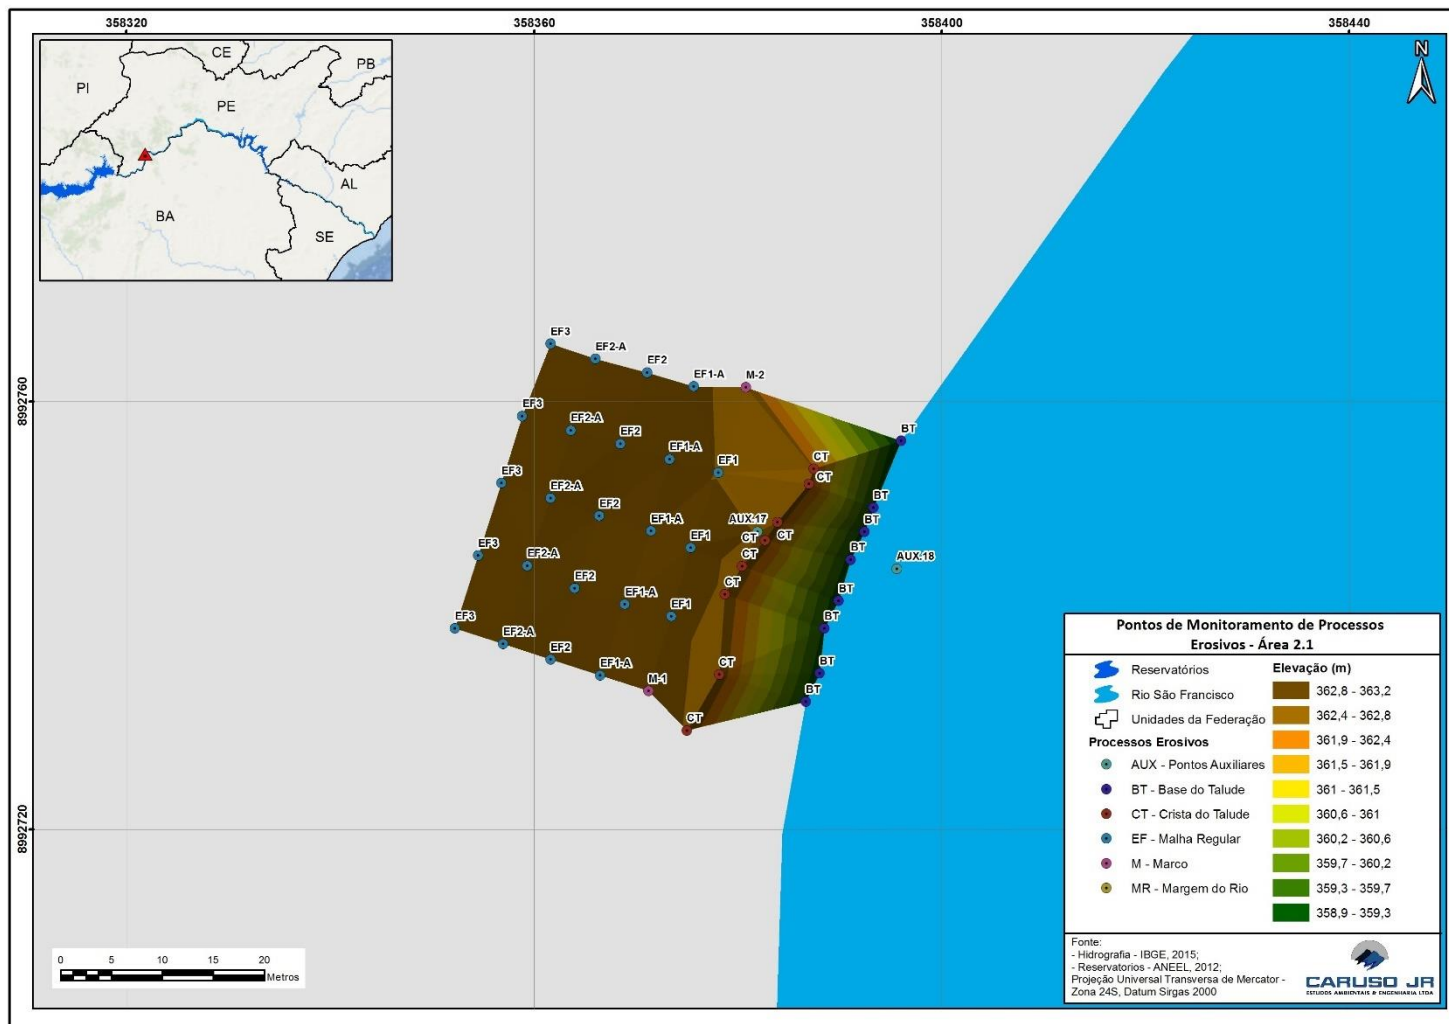 358320
358360
358400
358440
CE
PB
PI
PE
AL
BA
SE
N
8992760
8992720
EF3
EF2-A
EF2
EF1-A
M-2
EF3
EF2-A
EF2
EF1-A
EF1
CT
CT
BT
EF3
EF2-A
EF2
EF1-A
EF1
AUX.17
CT
CT
BT
BT
EF3
EF2-A
EF2
EF1-A
EF1
CT
CT
BT
AUX.18
BT
BT
EF3
EF2-A
EF2
EF1-A
M-1
CT
CT
BT
BT
Pontos de Monitoramento de Processos
Erosivos - Área 2.1
Reservatórios
Rio São Francisco
Unidades da Federação
Processos Erosivos
AUX - Pontos Auxiliares
BT - Base do Talude
CT - Crista do Talude
EF - Malha Regular
M - Marco
MR - Margem do Rio
Elevação (m)
362,8 - 363,2
362,4 - 362,8
361,9 - 362,4
361,5 - 361,9
361 - 361,5
360,6 - 361
360,2 - 360,6
359,7 - 360,2
359,3 - 359,7
358,9 - 359,3
Fonte:
- Hidrografia - IBGE, 2015;
- Reservatorios - ANEEL, 2012;
Projeção Universal Transversa de Mercator -
Zona 24S, Datum Sirgas 2000
CARUSO JR
ESTUDOS AMBIENTAIS & ENGENHARIA LTDA
0 5 10 15 20
Metros